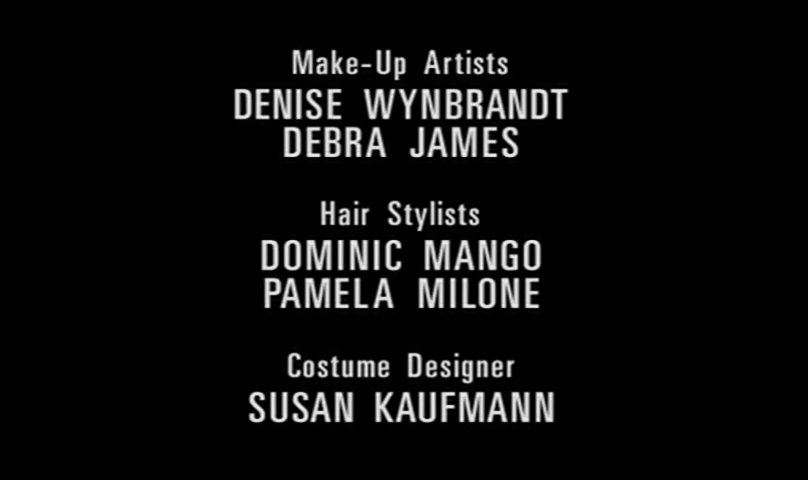 Make-Up Artists
DENISE WYNBRANDT
DEBRA JAMES
Hair Stylists
DOMINIC MANGO
PAMELA MILONE
Costume Designer
SUSAN KAUFMANN